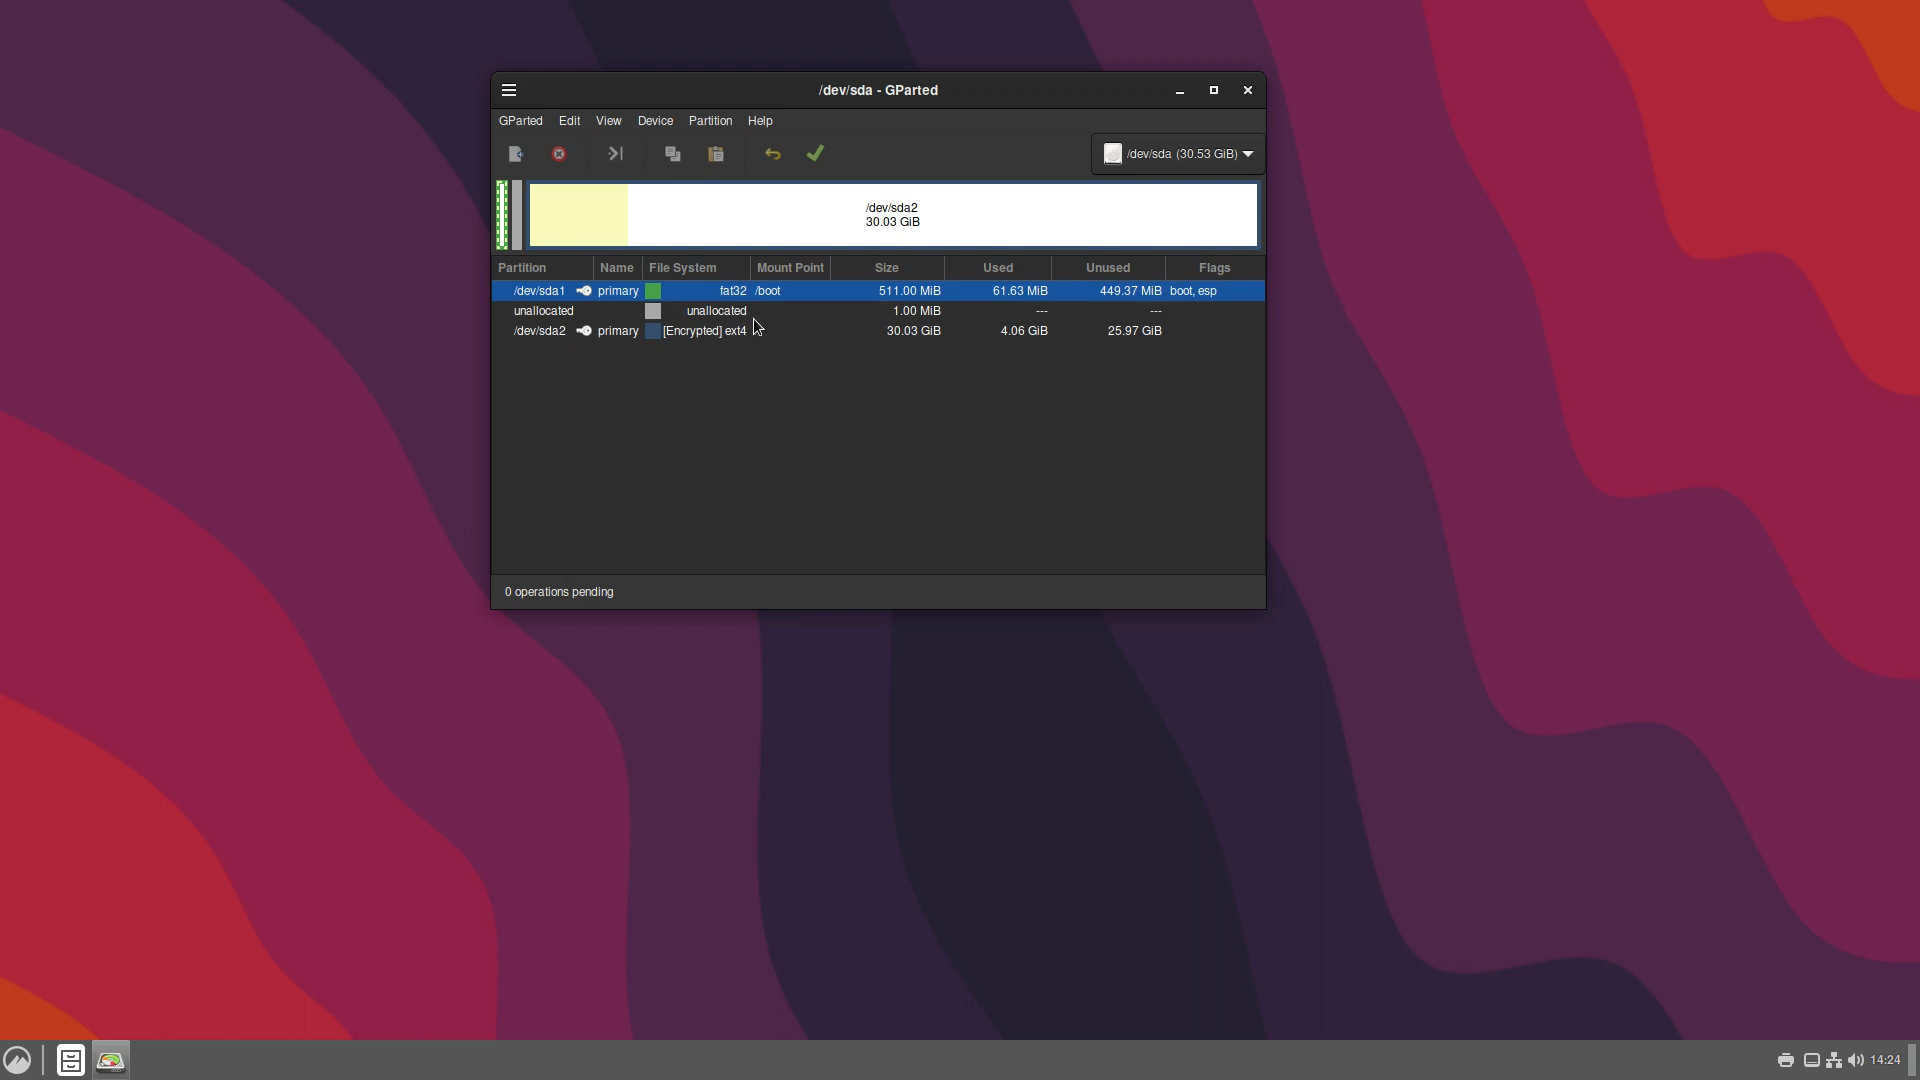 /dev/sda - GParted
GParted Edit View Device Partition Help
/dev/sda (30.53 GiB)
/dev/sda2
30.03 GiB
Partition Name File System Mount Point Size Used Unused Flags
/dev/sda1 primary fat32 /boot 511.00 MiB 61.63 MiB 449.37 MiB boot, esp
unallocated unallocated 1.00 MiB --- ---
/dev/sda2 primary [Encrypted] ext4 30.03 GiB 4.06 GiB 25.97 GiB
0 operations pending
14:24